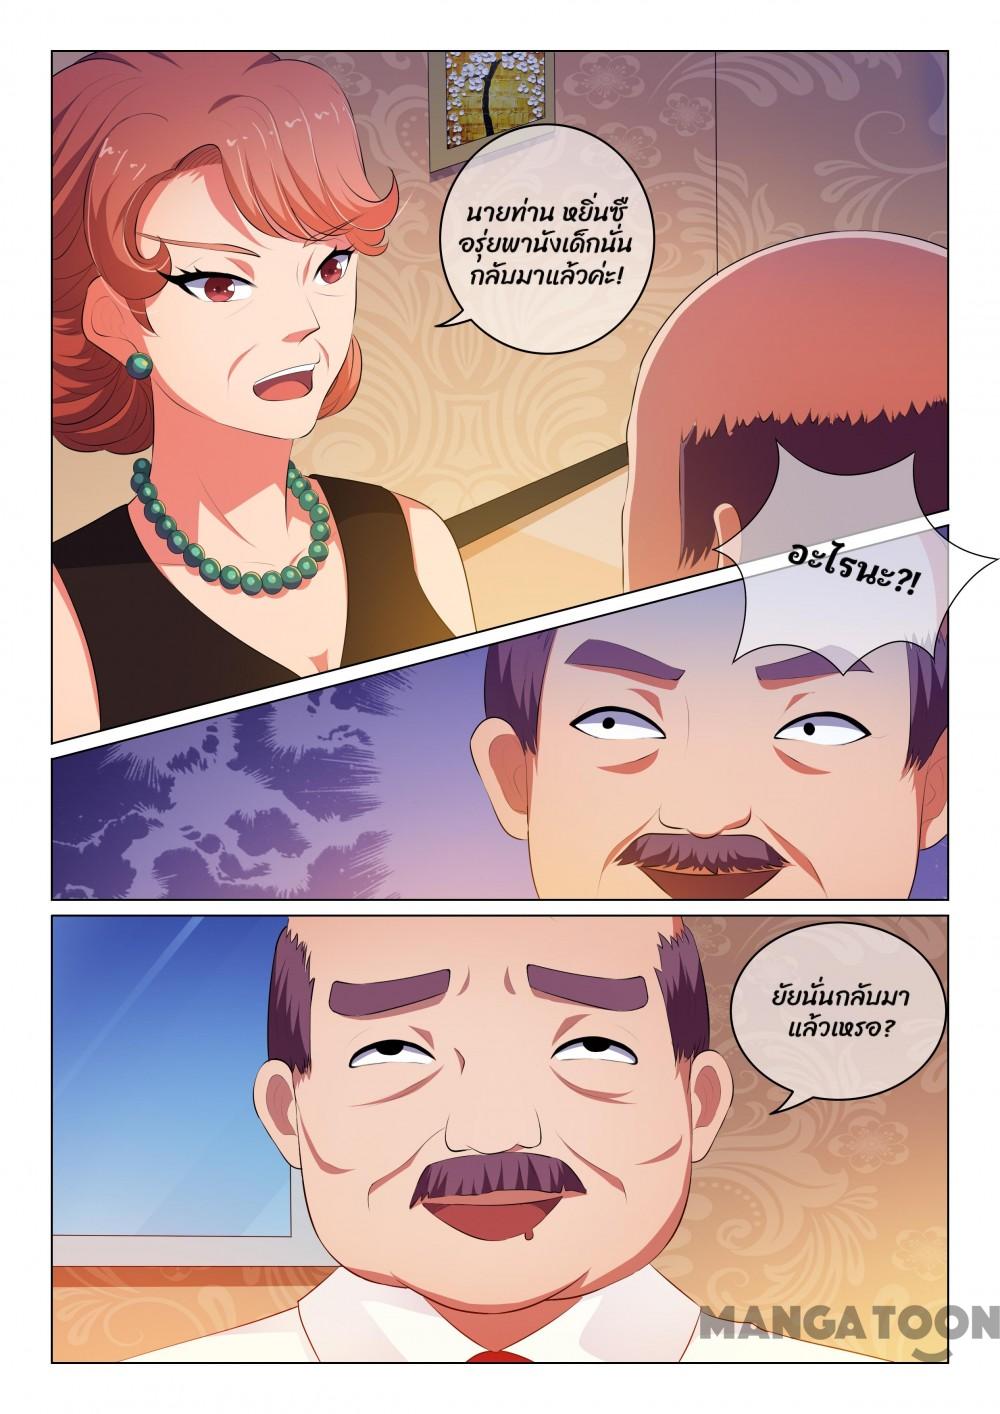 นายท่าน หยิ่นซื
อรุ่ยพานังเด็กนั่น
กลับมาแล้วค่ะ!
อะไรนะ?!
ยัยนั่นกลับมา
แล้วเหรอ?
MANGATOON